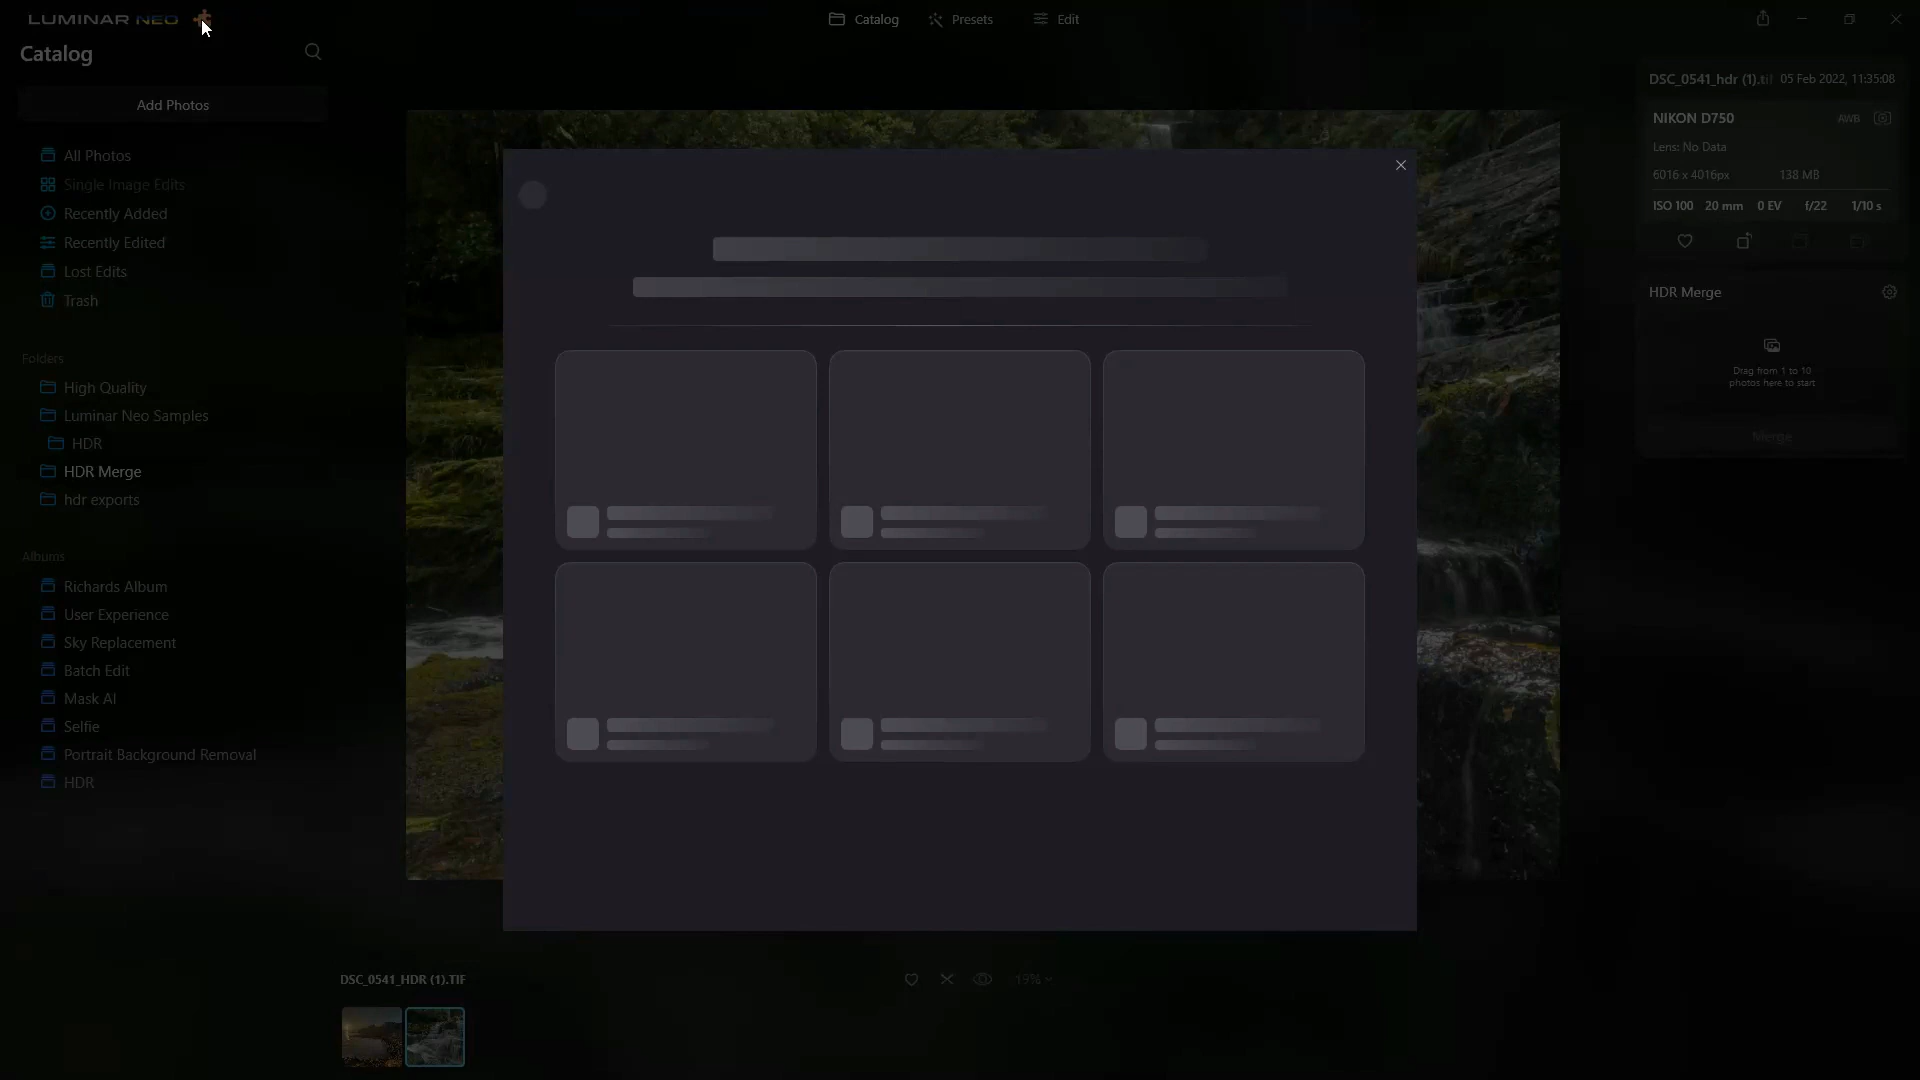 LUMINAR NEO
Catalog
Presets
Edit
Catalog
Add Photos
All Photos
Single Image Edits
Recently Added
Recently Edited
Lost Edits
Trash
Folders
High Quality
Luminar Neo Samples
HDR
HDR Merge
hdr exports
Albums
Richards Album
User Experience
Sky Replacement
Batch Edit
Mask AI
Selfie
Portrait Background Removal
HDR
DSC_0541_HDR (1).TIF
19%
DSC_0541_hdr (1).tif 05 Feb 2022, 11:35:08
NIKON D750 AWB
Lens: No Data
6016 x 4016px 138 MB
ISO 100 20 mm 0 EV f/22 1/10 s
HDR Merge
Drag from 1 to 10
photos here to start
Merge